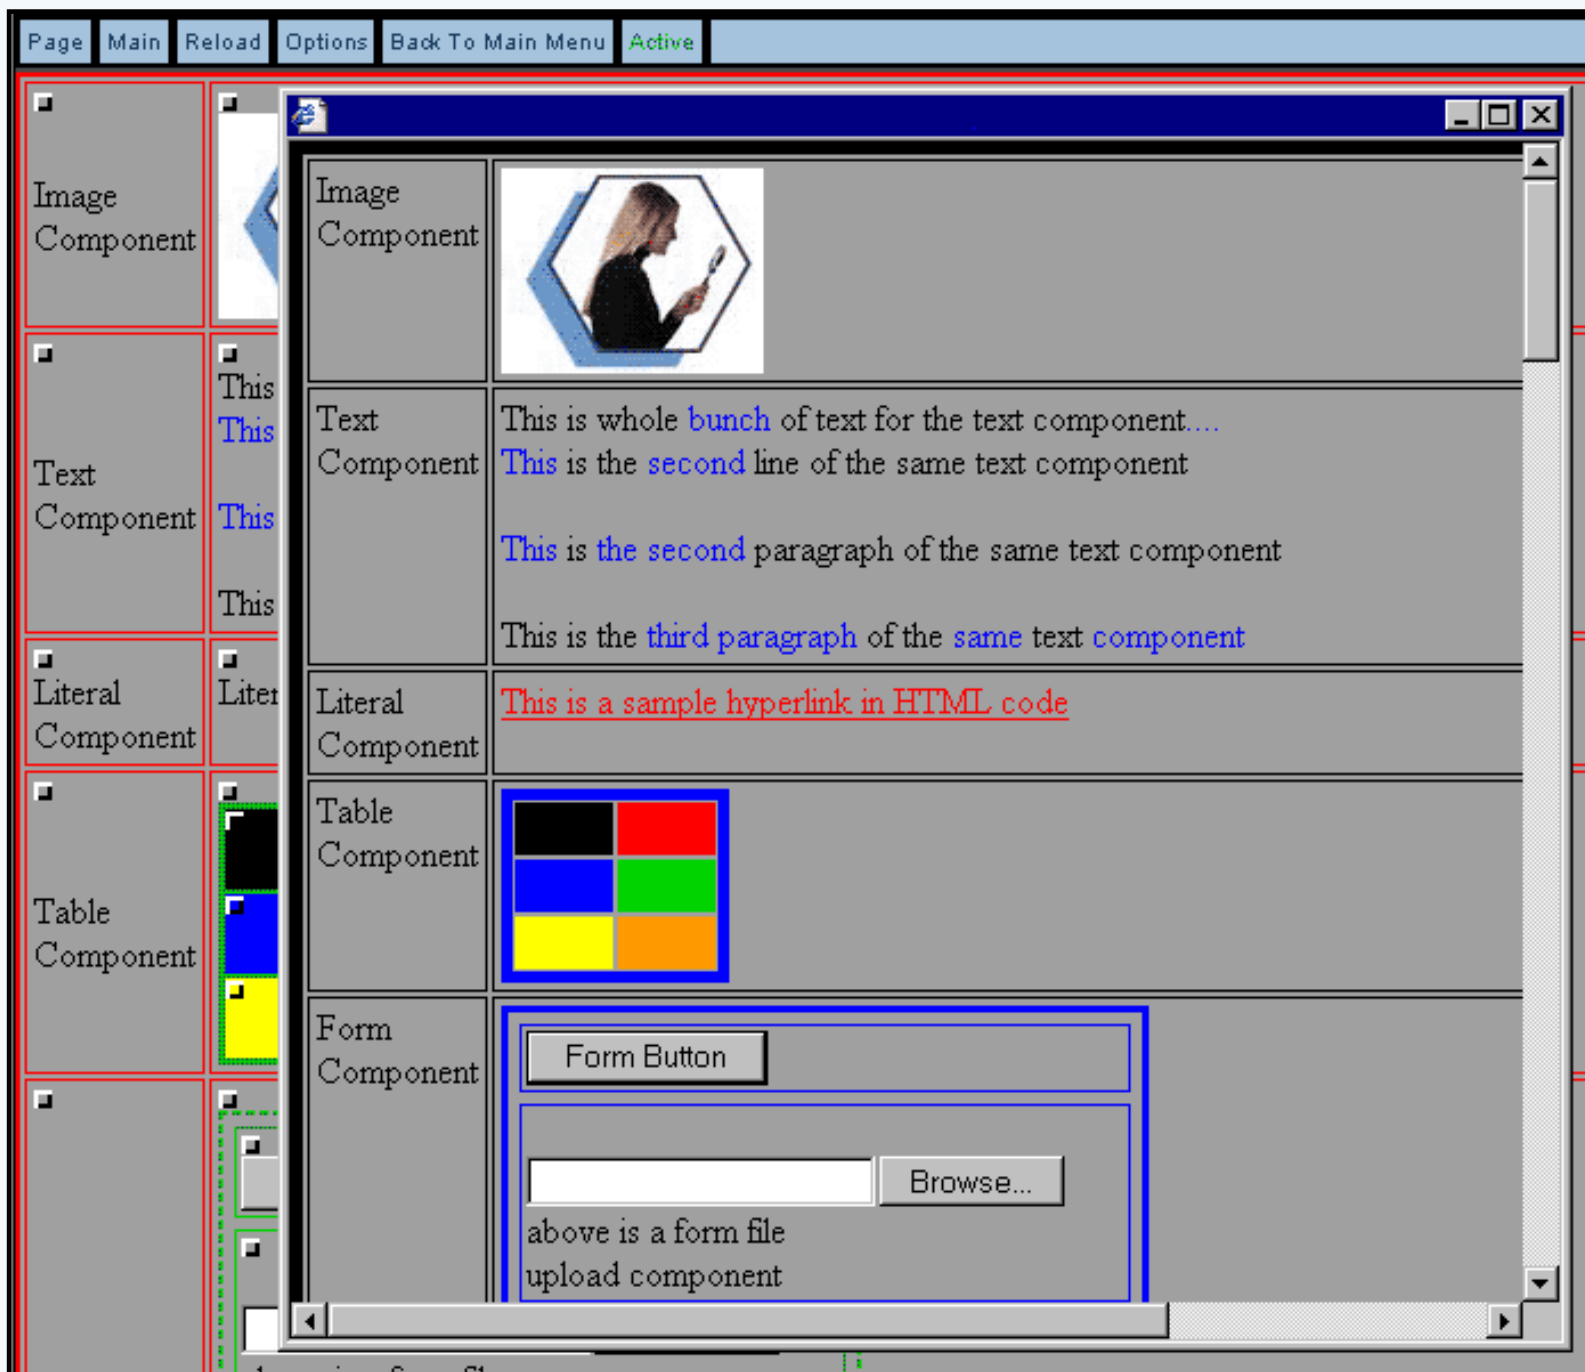 Page Main Reload Options Back To Main Menu Active
Image
Component
Text
Component
Literal
Component
Table
Component
This
This
This
This
Image
Component
Text
Component
This is whole bunch of text for the text component....
This is the second line of the same text component
This is the second paragraph of the same text component
This is the third paragraph of the same text component
Literal
Component
This is a sample hyperlink in HTML code
Table
Component
Form
Component
Form Button
Browse...
above is a form file
upload component